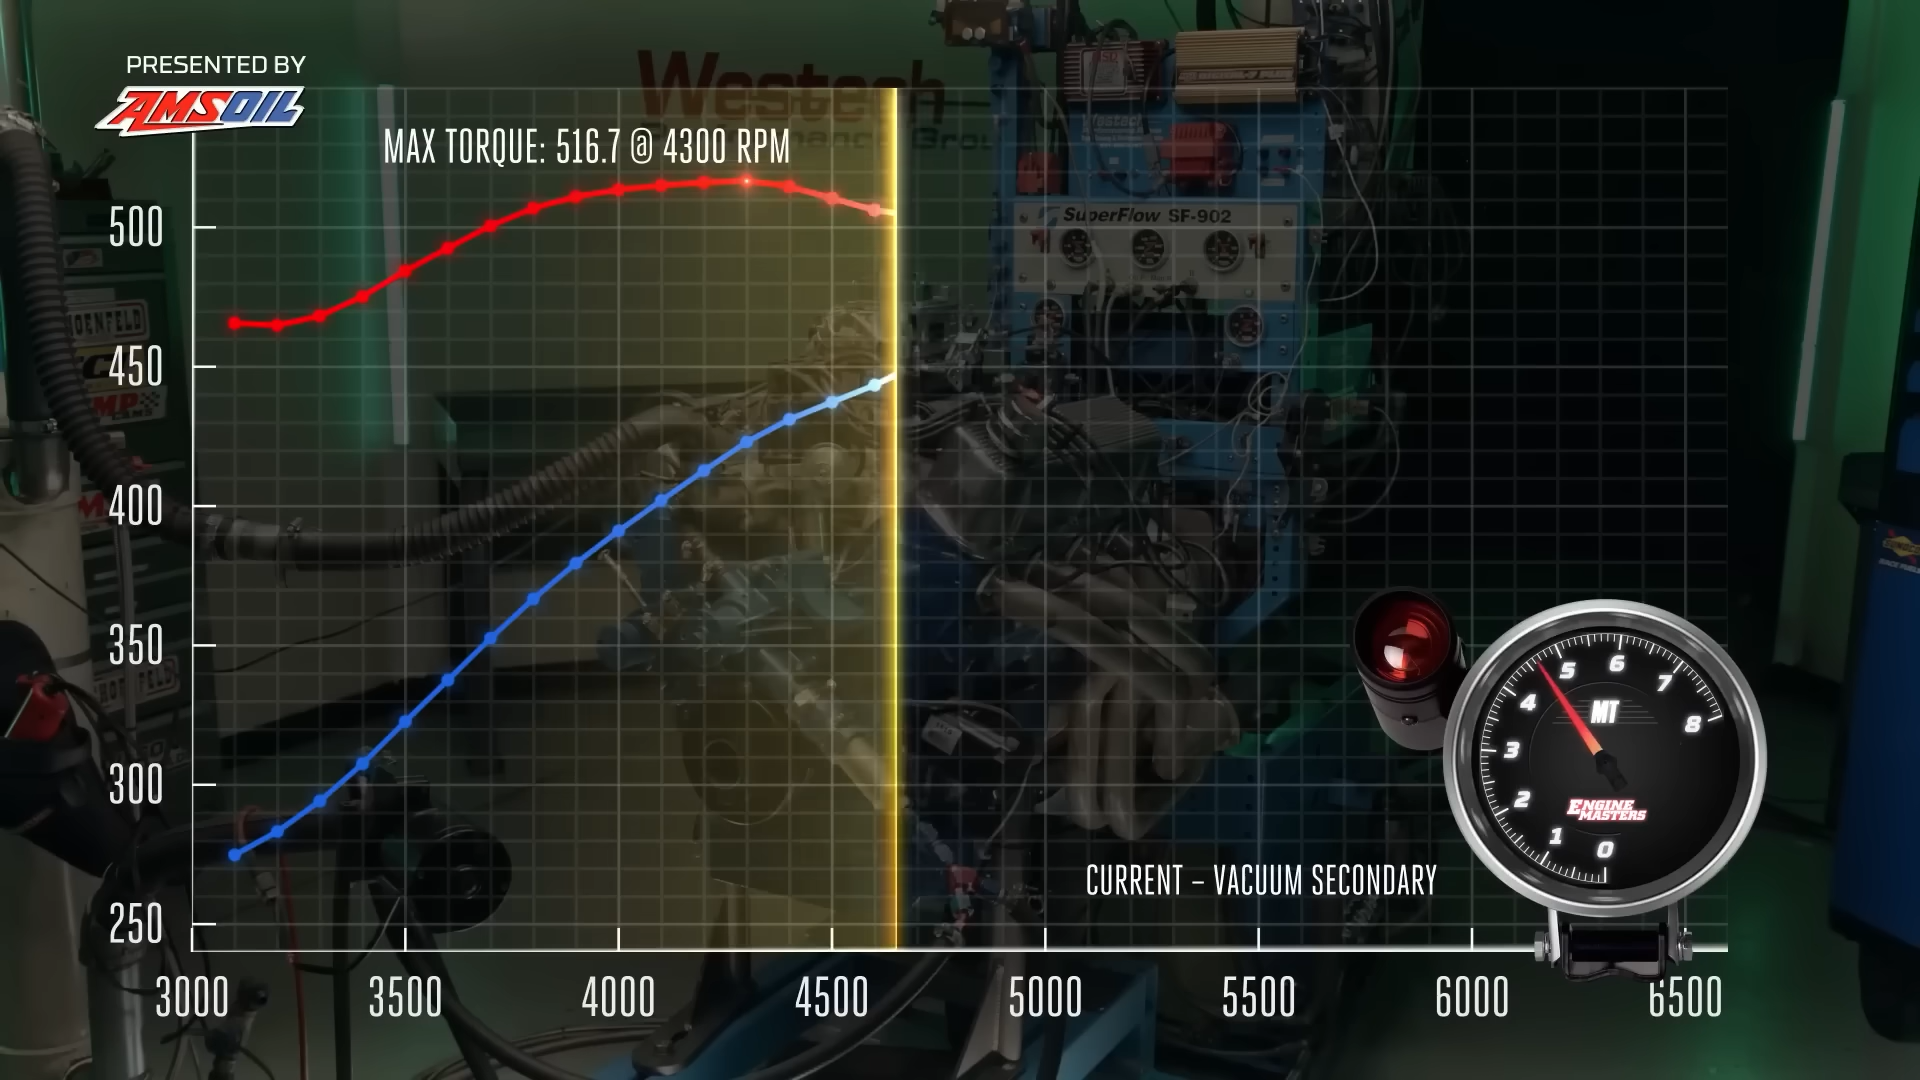 PRESENTED BY
AMSOIL
Westech
MAX TORQUE: 516.7 @ 4300 RPM
Westech
SuperFlow SF-902
500
450
400
350
300
250
3000 3500 4000 4500 5000 5500 6000 6500
CURRENT – VACUUM SECONDARY
0 1 2 3 4 5 6 7 8
MT
ENGINE
MASTERS